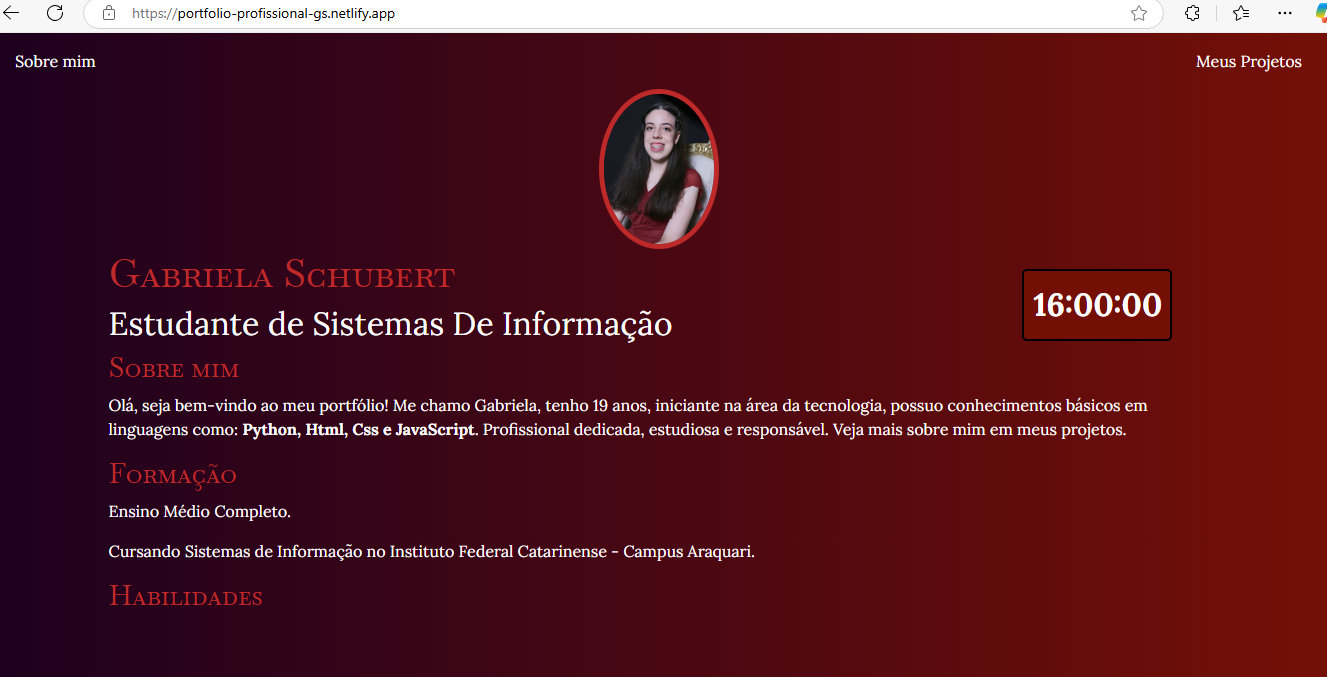 https://portfolio-profissional-gs.netlify.app
Sobre mim
Meus Projetos
Gabriela Schubert
16:00:00
Estudante de Sistemas De Informação
Sobre mim
Olá, seja bem-vindo ao meu portfólio! Me chamo Gabriela, tenho 19 anos, iniciante na área da tecnologia, possuo conhecimentos básicos em
linguagens como: Python, Html, Css e JavaScript. Profissional dedicada, estudiosa e responsável. Veja mais sobre mim em meus projetos.
Formação
Ensino Médio Completo.
Cursando Sistemas de Informação no Instituto Federal Catarinense - Campus Araquari.
Habilidades